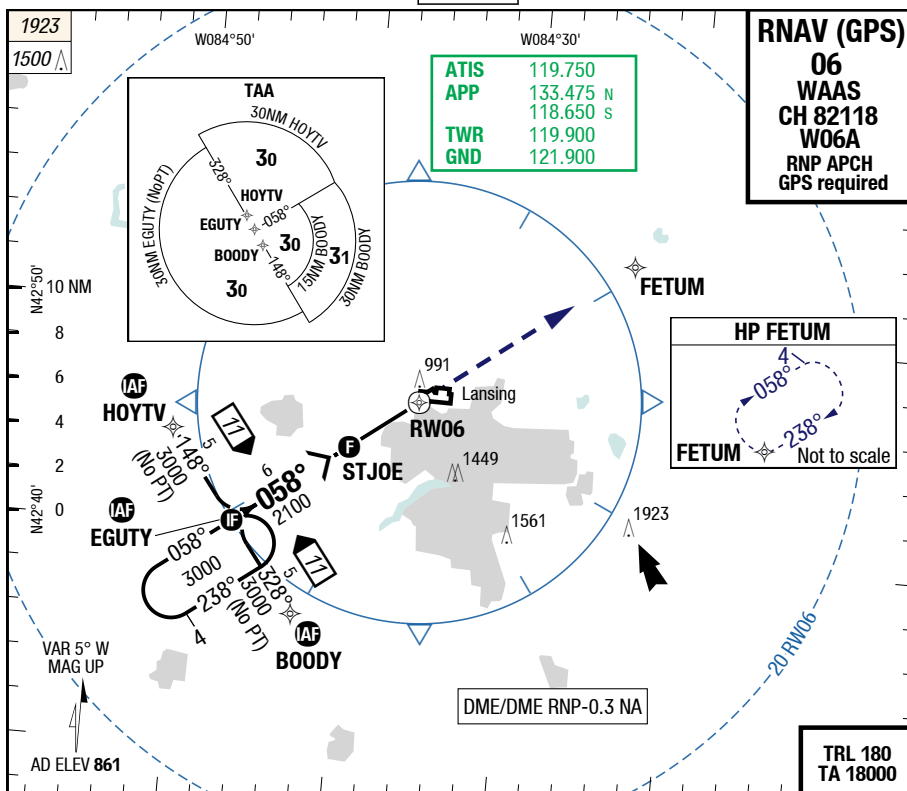 1923
1500
W084°50'
W084°30'
RNAV (GPS)
06
WAAS
CH 82118
W06A
RNP APCH
GPS required
ATIS 119.750
APP 133.475 N
118.650 S
TWR 119.900
GND 121.900
TAA
30NM HOYTV
30
328°
HOYTV
30NM EGUTY (NoPT)
EGUTY
058°
BOODY
30
148°
15NM BOODY
31
30NM BOODY
30
N42°50'
10 NM
8
6
4
2
0
N42°40'
FETUM
HP FETUM
4
058°
238°
FETUM
Not to scale
991
Lansing
RW06
IAF
HOYTV
5
148°
3000
(No PT)
11
F
STJOE
6
058°
2100
1449
1561
1923
IAF
EGUTY
IF
058°
3000
238°
4
11
5
328°
3000
(No PT)
IAF
BOODY
20 RW06
VAR 5° W
MAG UP
AD ELEV 861
DME/DME RNP-0.3 NA
TRL 180
TA 18000